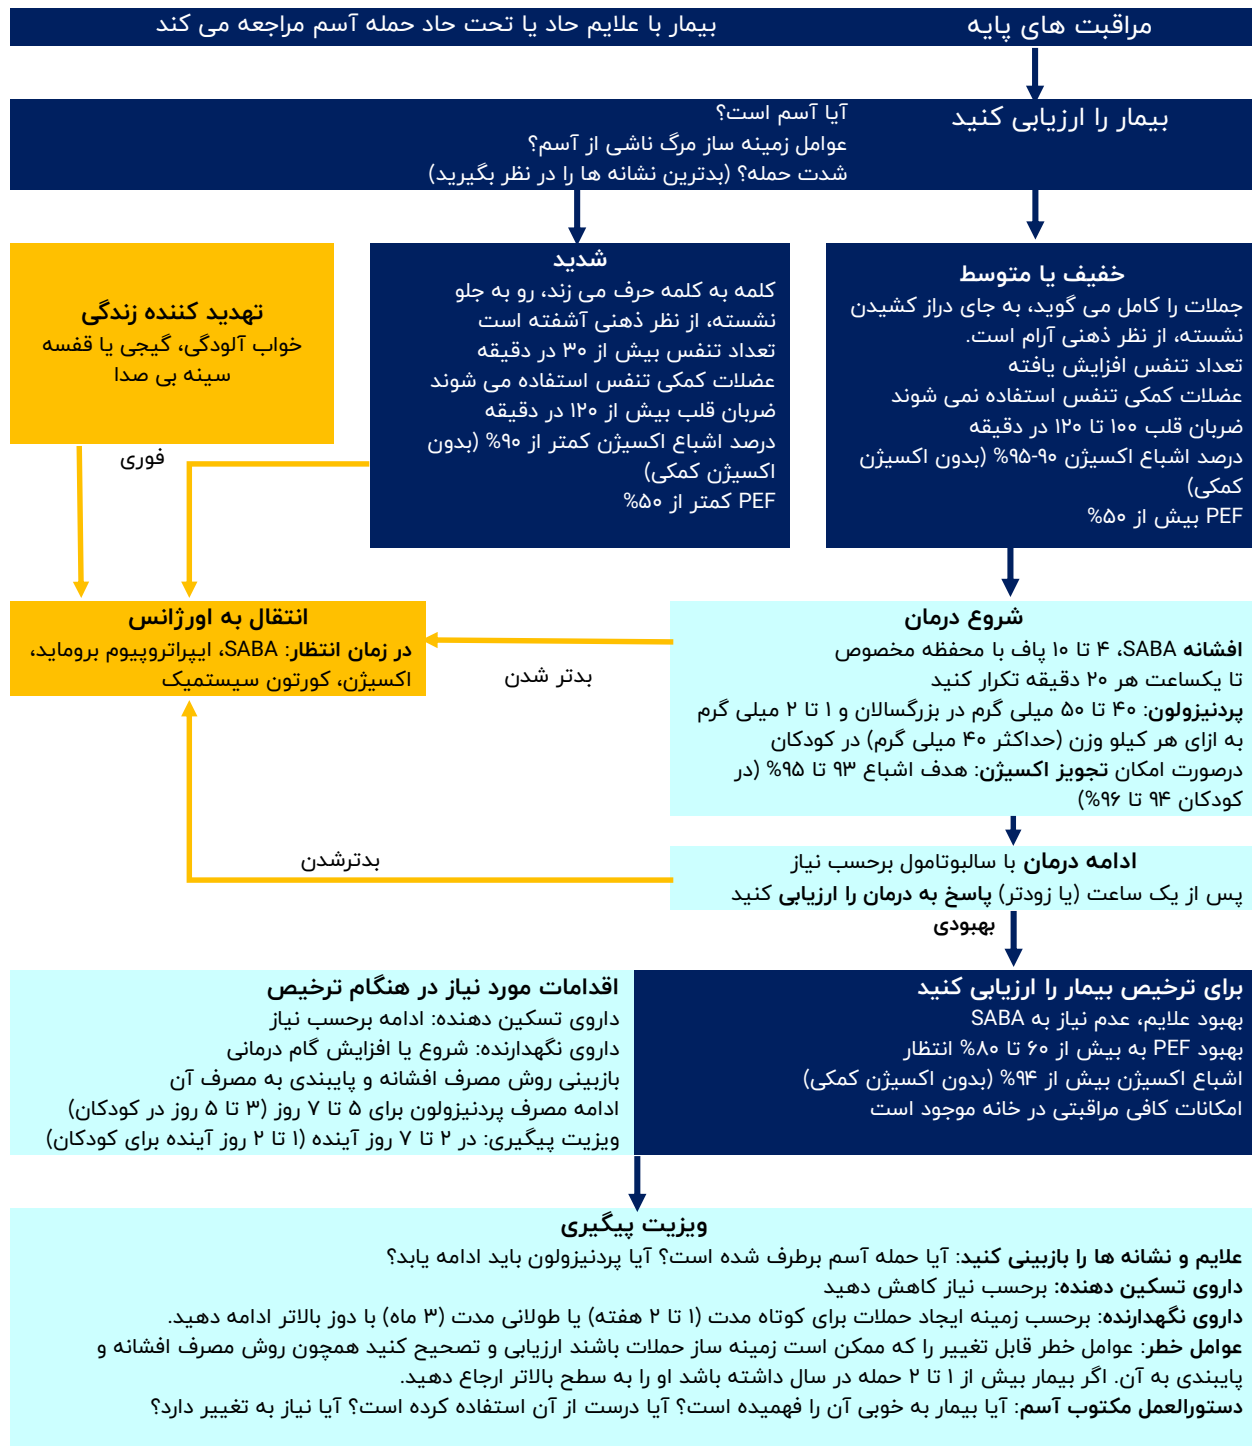 مراقبت های پایه
بیمار با علایم حاد یا تحت حاد حمله آسم مراجعه می کند
بیمار را ارزیابی کنید
آیا آسم است؟
عوامل زمینه ساز مرگ ناشی از آسم؟
شدت حمله؟ (بدترین نشانه ها را در نظر بگیرید)
خفیف یا متوسط
جملات را کامل می گوید، به جای دراز کشیدن
نشسته، از نظر ذهنی آرام است.
تعداد تنفس افزایش یافته
عضلات کمکی تنفس استفاده نمی شوند
ضربان قلب ۱۰۰ تا ۱۲۰ در دقیقه
درصد اشباع اکسیژن ۹۰-۹۵% (بدون اکسیژن
کمکی)
PEF بیش از ۵۰%
شدید
کلمه به کلمه حرف می زند، رو به جلو
نشسته، از نظر ذهنی آشفته است
تعداد تنفس بیش از ۳۰ در دقیقه
عضلات کمکی تنفس استفاده می شوند
ضربان قلب بیش از ۱۲۰ در دقیقه
درصد اشباع اکسیژن کمتر از ۹۰% (بدون
اکسیژن کمکی)
PEF کمتر از ۵۰%
تهدید کننده زندگی
خواب آلودگی، گیجی یا قفسه
سینه بی صدا
فوری
شروع درمان
افشانه SABA، ۴ تا ۱۰ پاف با محفظه مخصوص
تا یکساعت هر ۲۰ دقیقه تکرار کنید
پردنیزولون: ۴۰ تا ۵۰ میلی گرم در بزرگسالان و ۱ تا ۲ میلی گرم
به ازای هر کیلو وزن (حداکثر ۴۰ میلی گرم) در کودکان
درصورت امکان تجویز اکسیژن: هدف اشباع ۹۳ تا ۹۵% (در
کودکان ۹۴ تا ۹۶%)
انتقال به اورژانس
در زمان انتظار: SABA، ایپراتروپیوم بروماید،
اکسیژن، کورتون سیستمیک
بدتر شدن
ادامه درمان با سالبوتامول برحسب نیاز
پس از یک ساعت (یا زودتر) پاسخ به درمان را ارزیابی کنید
بدترشدن
بهبودی
برای ترخیص بیمار را ارزیابی کنید
بهبود علایم، عدم نیاز به SABA
بهبود PEF به بیش از ۶۰ تا ۸۰% انتظار
اشباع اکسیژن بیش از ۹۴% (بدون اکسیژن کمکی)
امکانات کافی مراقبتی در خانه موجود است
اقدامات مورد نیاز در هنگام ترخیص
داروی تسکین دهنده: ادامه برحسب نیاز
داروی نگهدارنده: شروع یا افزایش گام درمانی
بازبینی روش مصرف افشانه و پایبندی به مصرف آن
ادامه مصرف پردنیزولون برای ۵ تا ۷ روز (۳ تا ۵ روز در کودکان)
ویزیت پیگیری: در ۲ تا ۷ روز آینده (۱ تا ۲ روز آینده برای کودکان)
ویزیت پیگیری
علایم و نشانه ها را بازبینی کنید: آیا حمله آسم برطرف شده است؟ آیا پردنیزولون باید ادامه یابد؟
داروی تسکین دهنده: برحسب نیاز کاهش دهید
داروی نگهدارنده: برحسب زمینه ایجاد حملات برای کوتاه مدت (۱ تا ۲ هفته) یا طولانی مدت (۳ ماه) با دوز بالاتر ادامه دهید.
عوامل خطر: عوامل خطر قابل تغییر را که ممکن است زمینه ساز حملات باشند ارزیابی و تصحیح کنید همچون روش مصرف افشانه و
پایبندی به آن. اگر بیمار بیش از ۱ تا ۲ حمله در سال داشته باشد او را به سطح بالاتر ارجاع دهید.
دستورالعمل مکتوب آسم: آیا بیمار به خوبی آن را فهمیده است؟ آیا درست از آن استفاده کرده است؟ آیا نیاز به تغییر دارد؟